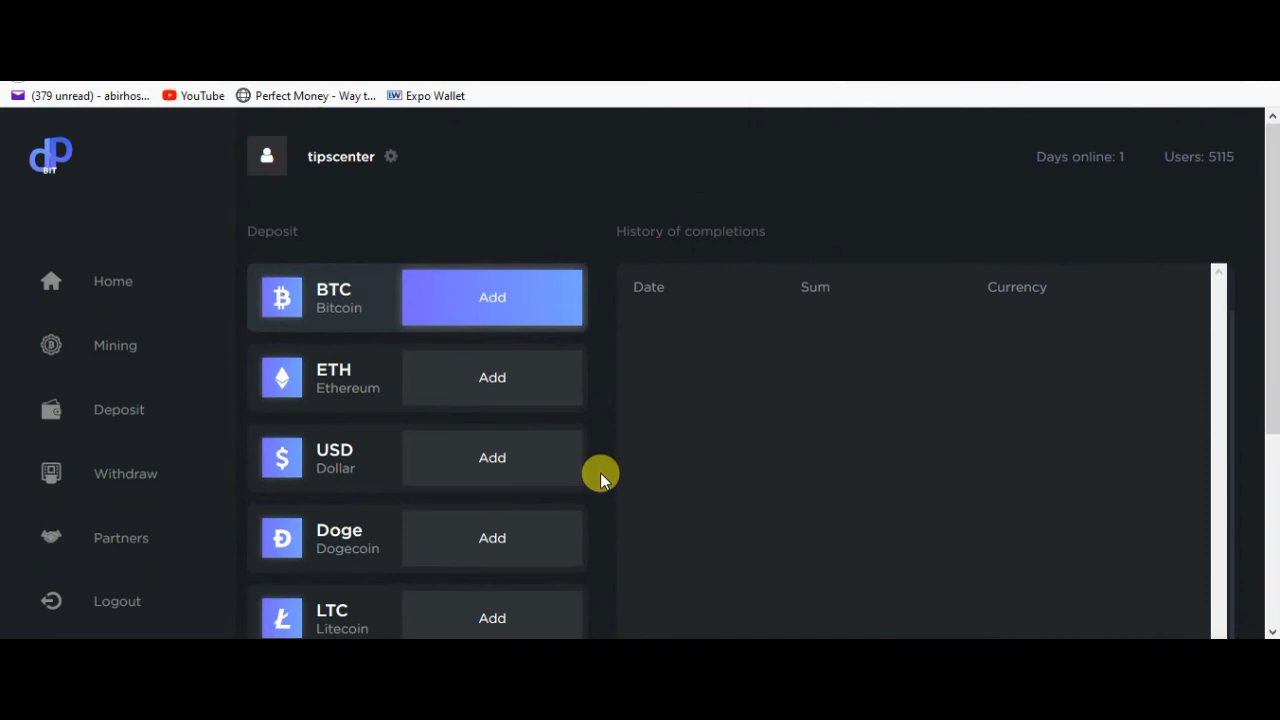 (379 unread) - abirhos...
YouTube
Perfect Money - Way t...
Expo Wallet
dp
BIT
tipscenter
Days online: 1
Users: 5115
Home
Mining
Deposit
Withdraw
Partners
Logout
Deposit
BTC
Bitcoin
Add
ETH
Ethereum
Add
USD
Dollar
Add
Doge
Dogecoin
Add
LTC
Litecoin
Add
History of completions
Date
Sum
Currency